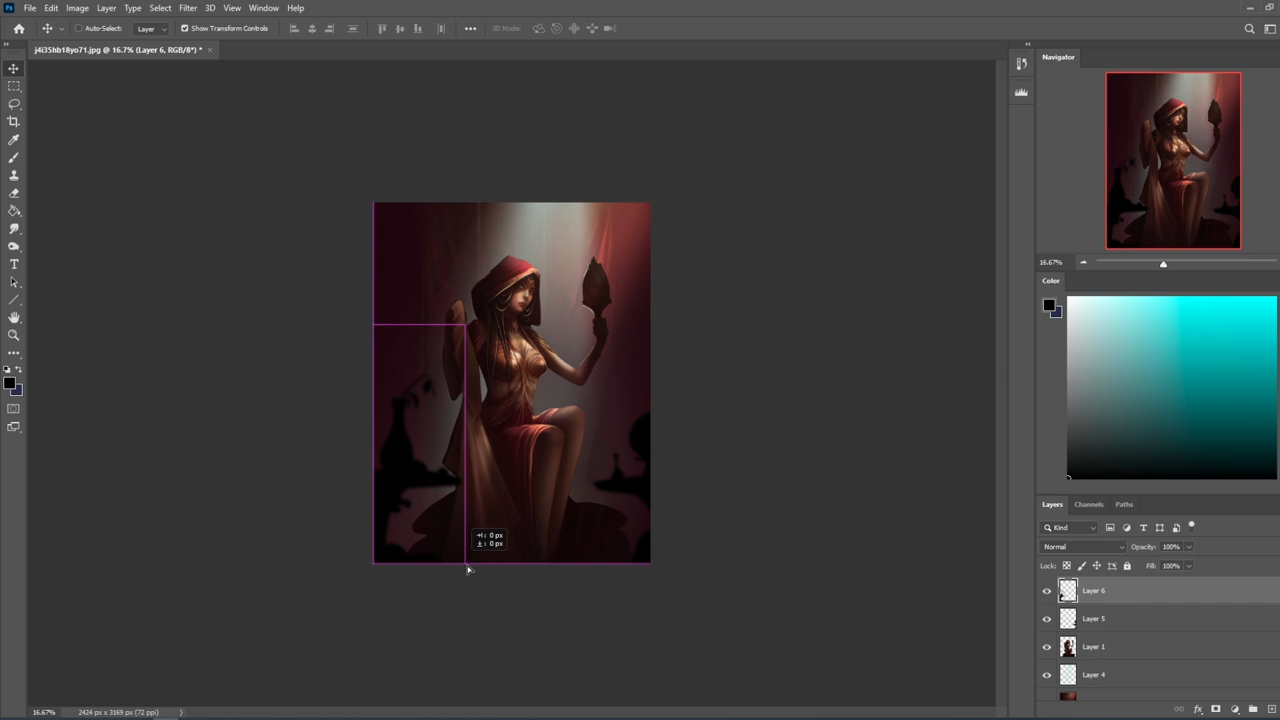 Ps File Edit Image Layer Type Select Filter 3D View Window Help
Auto-Select: Layer Show Transform Controls 3D Mode:
j4i35hb18yo71.jpg @ 16.7% (Layer 6, RGB/8*) * ×
Navigator
16.67%
Color
→|: 0 px
: 0 px
Layers Channels Paths
Kind
Normal Opacity: 100%
Lock: Fill: 100%
Layer 6
Layer 5
Layer 1
Layer 4
16.67% 2424 px x 3169 px (72 ppi)